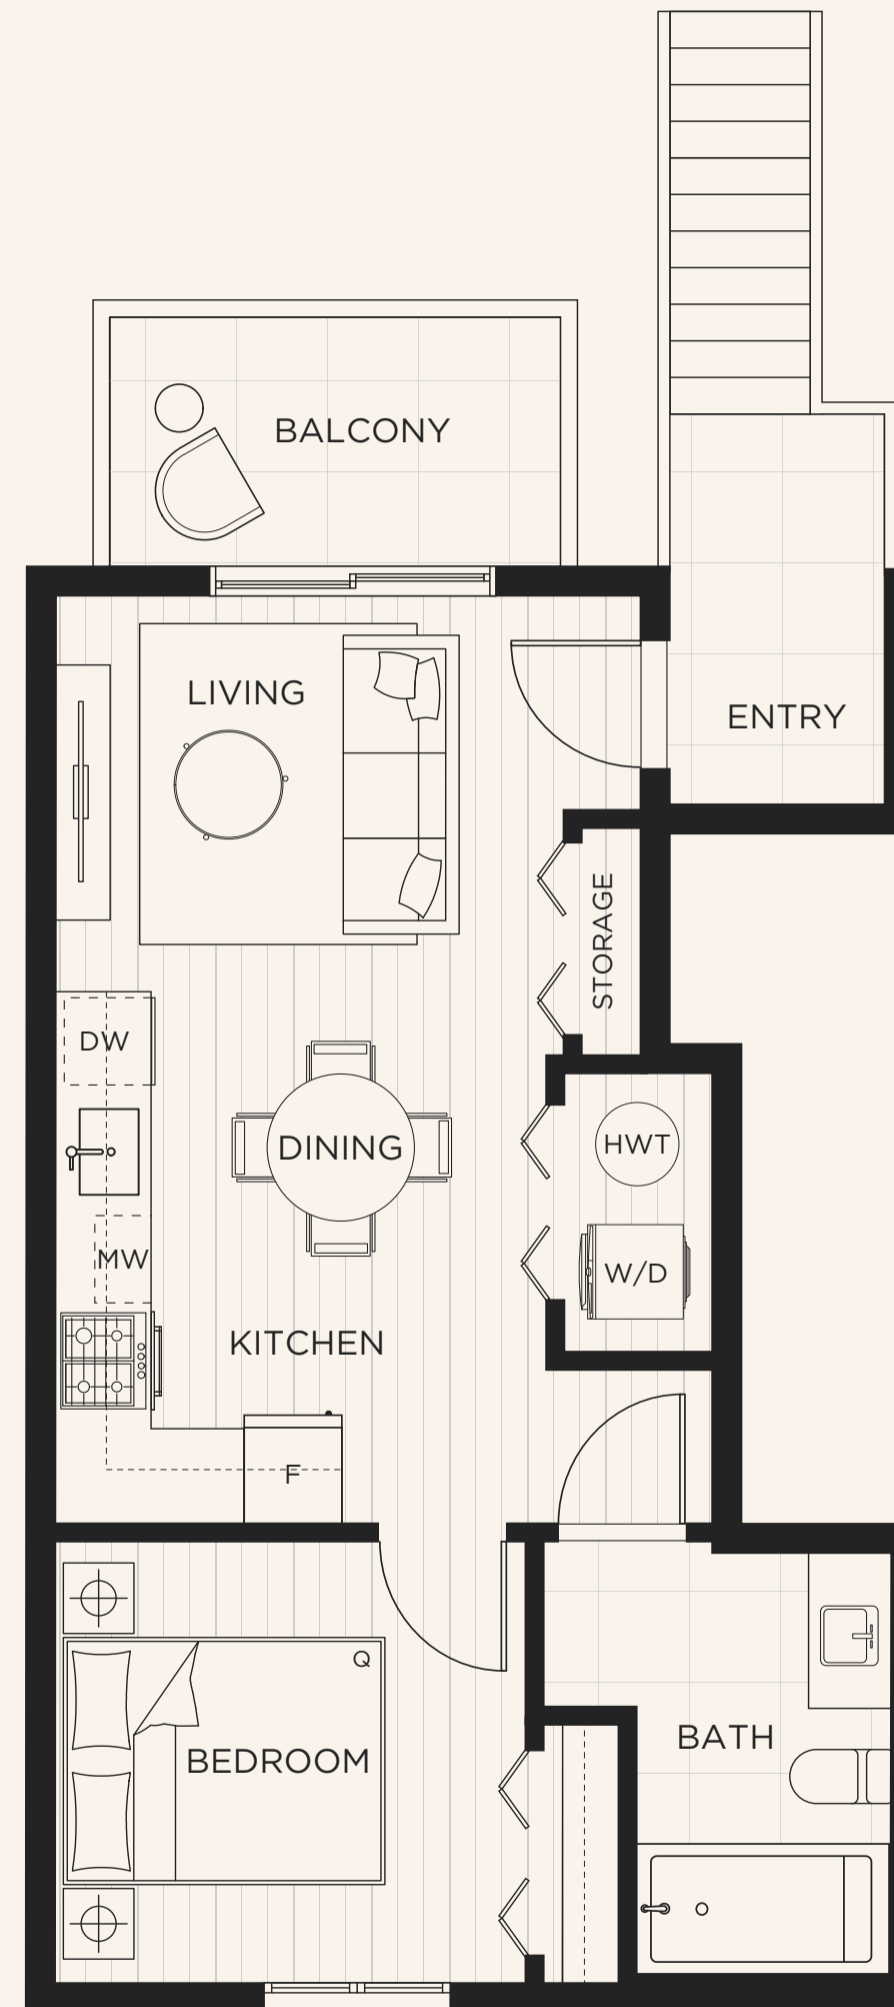 BALCONY
LIVING
ENTRY
STORAGE
DW
DINING
HWT
MW
W/D
KITCHEN
F
Q
BEDROOM
BATH